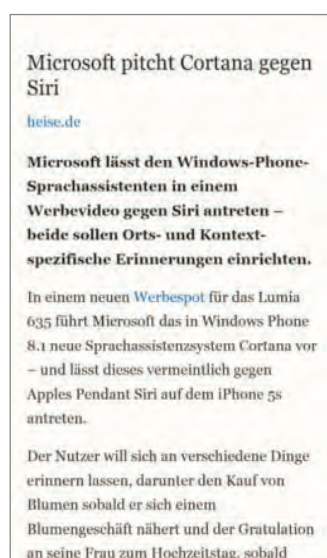 Microsoft pitcht Cortana gegen
Siri
heise.de
Microsoft lässt den Windows-Phone-
Sprachassistenten in einem
Werbevideo gegen Siri antreten –
beide sollen Orts- und Kontext-
spezifische Erinnerungen einrichten.
In einem neuen Werbespot für das Lumia
635 führt Microsoft das in Windows Phone
8.1 neue Sprachassistenzsystem Cortana vor
– und lässt dieses vermeintlich gegen
Apples Pendant Siri auf dem iPhone 5s
antreten.
Der Nutzer will sich an verschiedene Dinge
erinnern lassen, darunter den Kauf von
Blumen sobald er sich einem
Blumengeschäft nähert und der Gratulation
an seine Frau zum Hochzeitstag, sobald